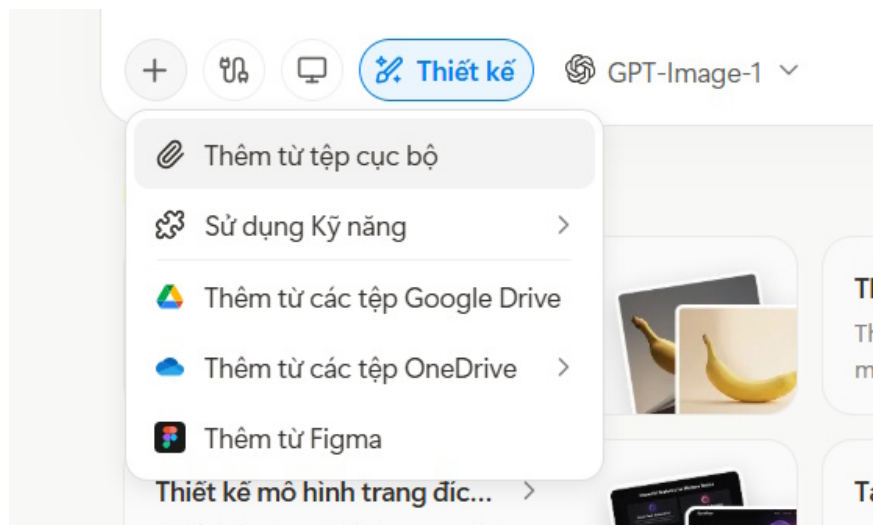 Thiết kế
GPT-Image-1
Thêm từ tệp cục bộ
Sử dụng Kỹ năng
Thêm từ các tệp Google Drive
Thêm từ các tệp OneDrive
Thêm từ Figma
Thiết kế mô hình trang đíc...